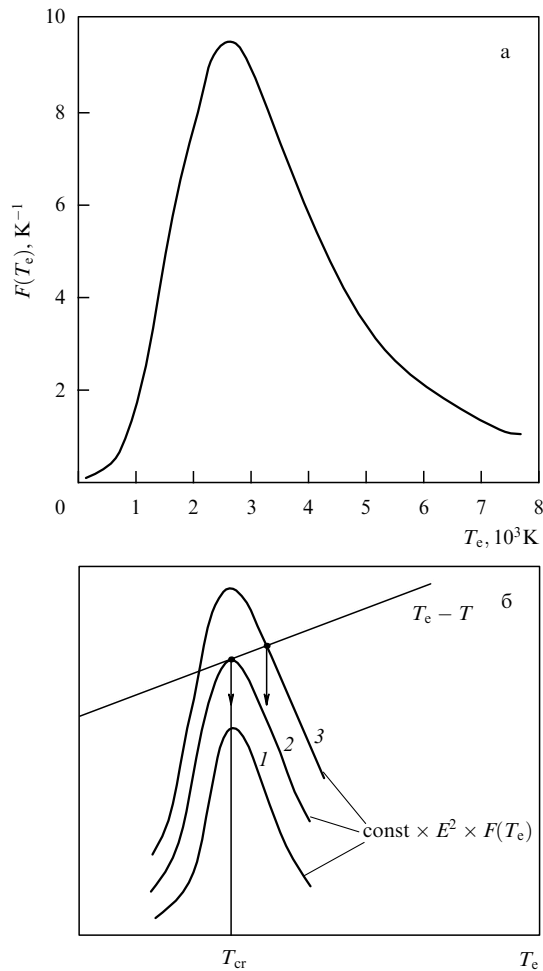 10
а
8
6
4
2
0
F(Tₑ), K⁻¹
1 2 3 4 5 6 7 8
Tₑ, 10³K
б
Tₑ − T
1
2
3
const × E² × F(Tₑ)
T_cr
Tₑ